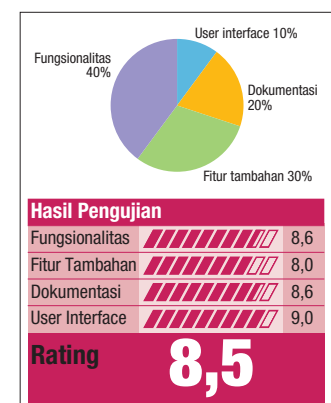 User interface 10%
Fungsionalitas
40%
Dokumentasi
20%
Fitur tambahan 30%
Hasil Pengujian
Fungsionalitas 8,6
Fitur Tambahan 8,0
Dokumentasi 8,6
User Interface 9,0
Rating 8,5